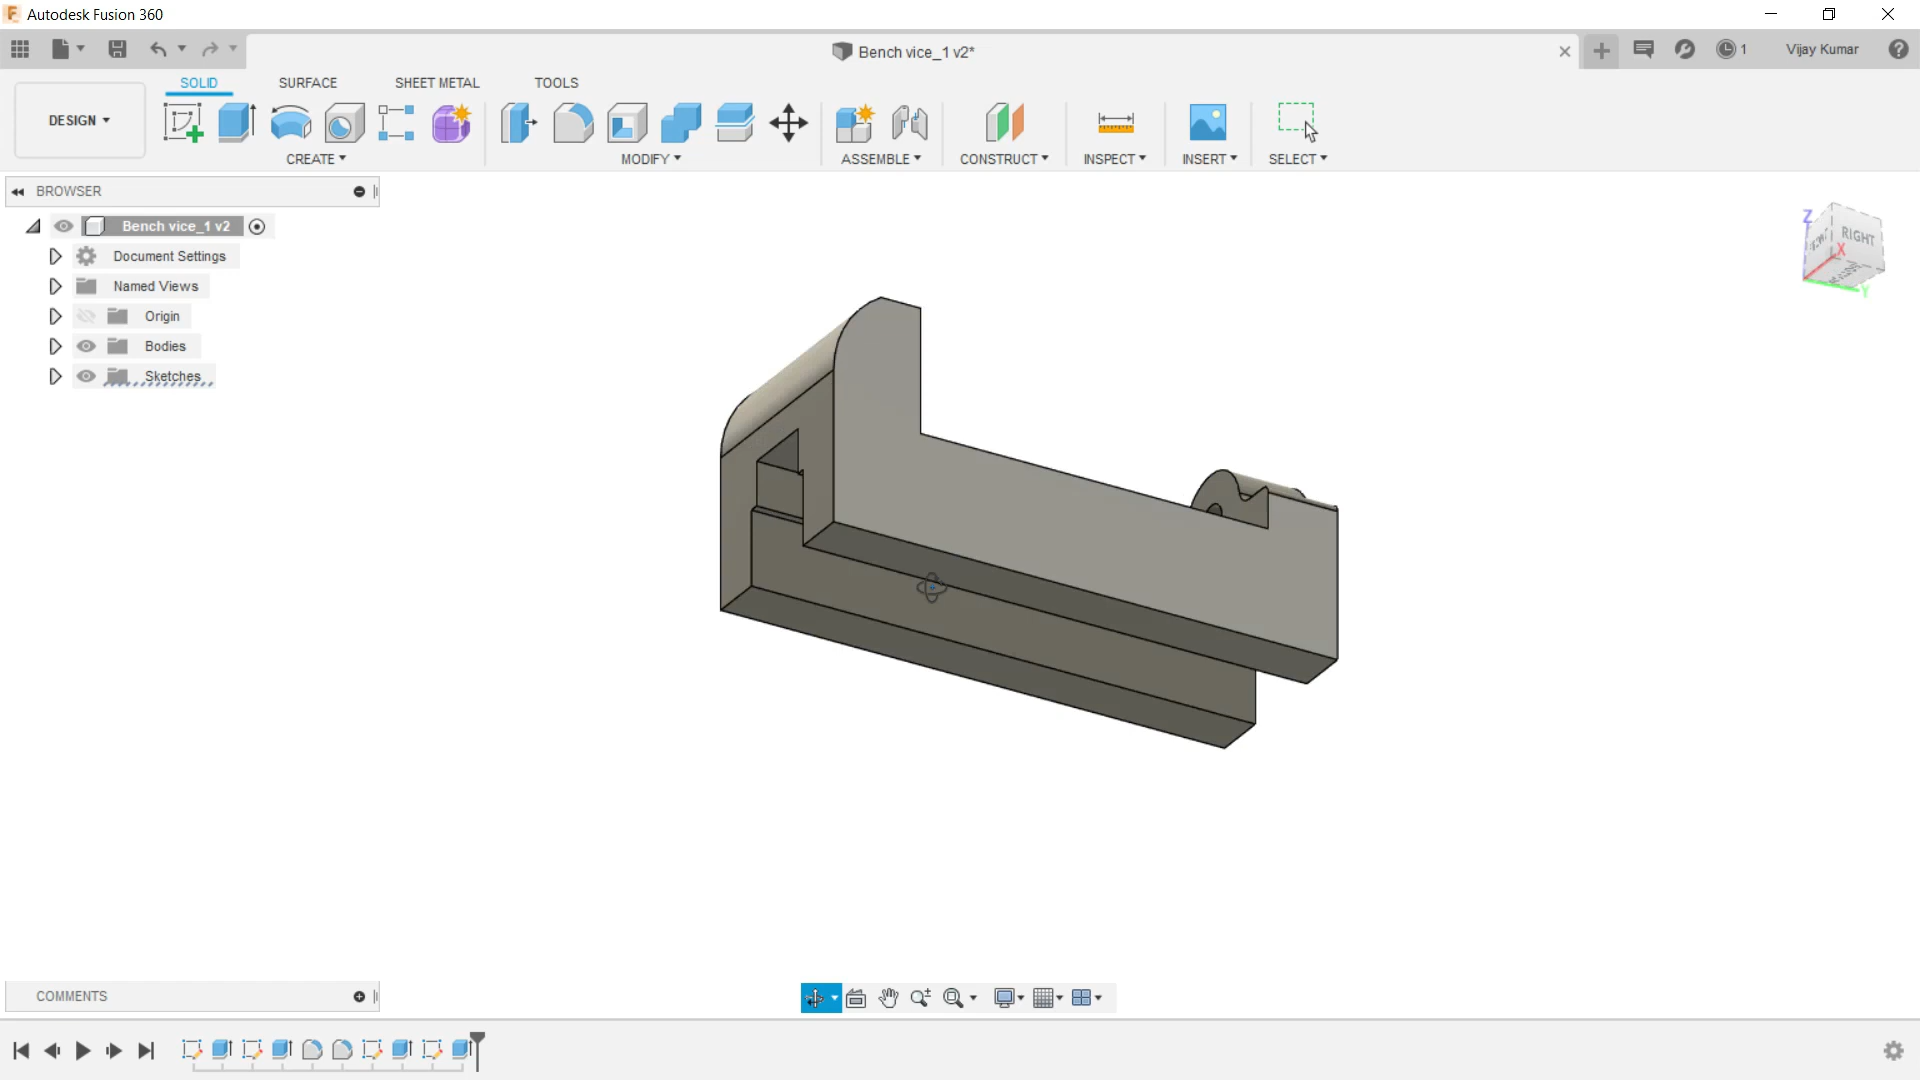 Autodesk Fusion 360
Bench vice_1 v2*
1
Vijay Kumar
SOLID
SURFACE
SHEET METAL
TOOLS
DESIGN
CREATE
MODIFY
ASSEMBLE
CONSTRUCT
INSPECT
INSERT
SELECT
BROWSER
Bench vice_1 v2
Document Settings
Named Views
Origin
Bodies
Sketches
Z
RIGHT
X
Y
COMMENTS